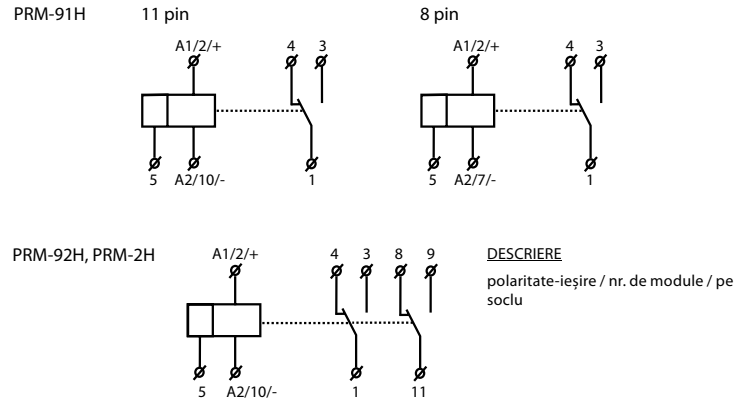 PRM-91H 11 pin 8 pin
A1/2/+ 4 3 A1/2/+ 4 3
5 A2/10/- 1 5 A2/7/- 1
PRM-92H, PRM-2H A1/2/+ 4 3 8 9 DESCRIERE
polaritate-ieșire / nr. de module / pe
soclu
5 A2/10/- 1 11